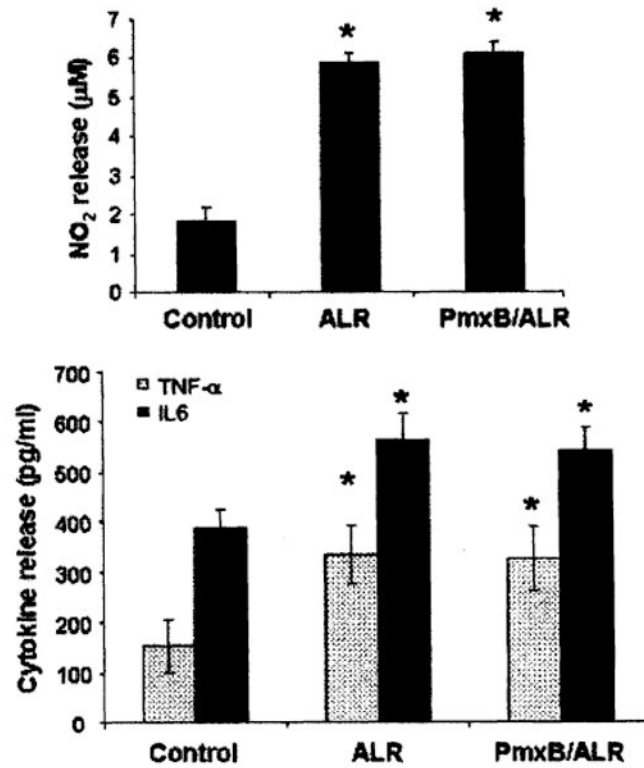 7
6
5
4
3
2
1
0
NO₂ release (μM)
* *
Control ALR PmxB/ALR
700
600
500
400
300
200
100
0
Cytokine release (pg/ml)
TNF-α
IL6
* * * *
Control ALR PmxB/ALR